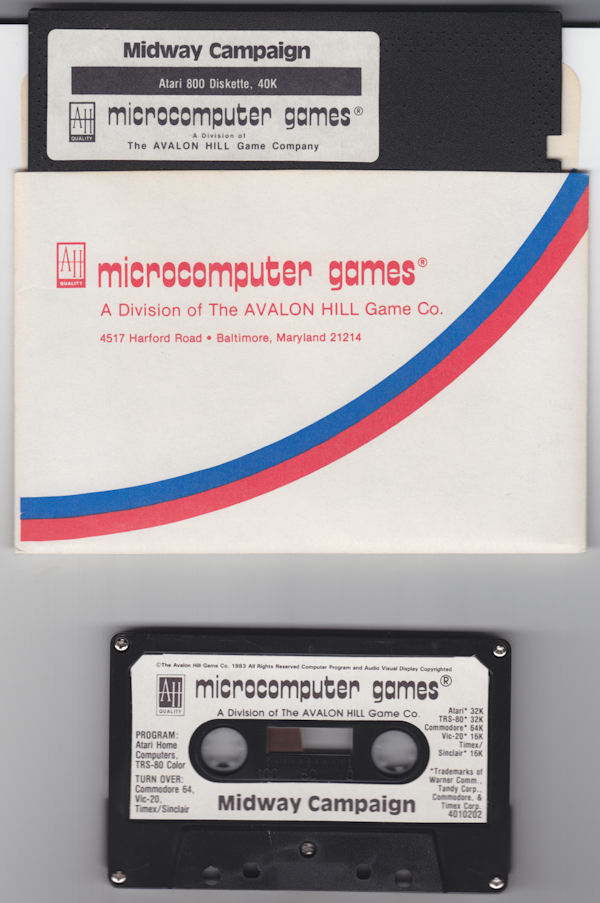 Midway Campaign
Atari 800 Diskette, 40K
AH
QUALITY
microcomputer games®
A Division of
The AVALON HILL Game Company
AH
QUALITY
microcomputer games®
A Division of The AVALON HILL Game Co.
4517 Harford Road • Baltimore, Maryland 21214
©The Avalon Hill Game Co. 1983 All Rights Reserved Computer Program and Audio Visual Display Copyrighted
AH
QUALITY
microcomputer games®
A Division of The AVALON HILL Game Co.
PROGRAM:
Atari Home
Computers,
TRS-80 Color
TURN OVER:
Commodore 64,
Vic-20,
Timex/Sinclair
Atari* 32K
TRS-80* 32K
Commodore* 64K
Vic-20* 16K
Timex/
Sinclair* 16K
*Trademarks of
Warner Comm.,
Tandy Corp.,
Commodore, &
Timex Corp.
4010202
100 50
Midway Campaign